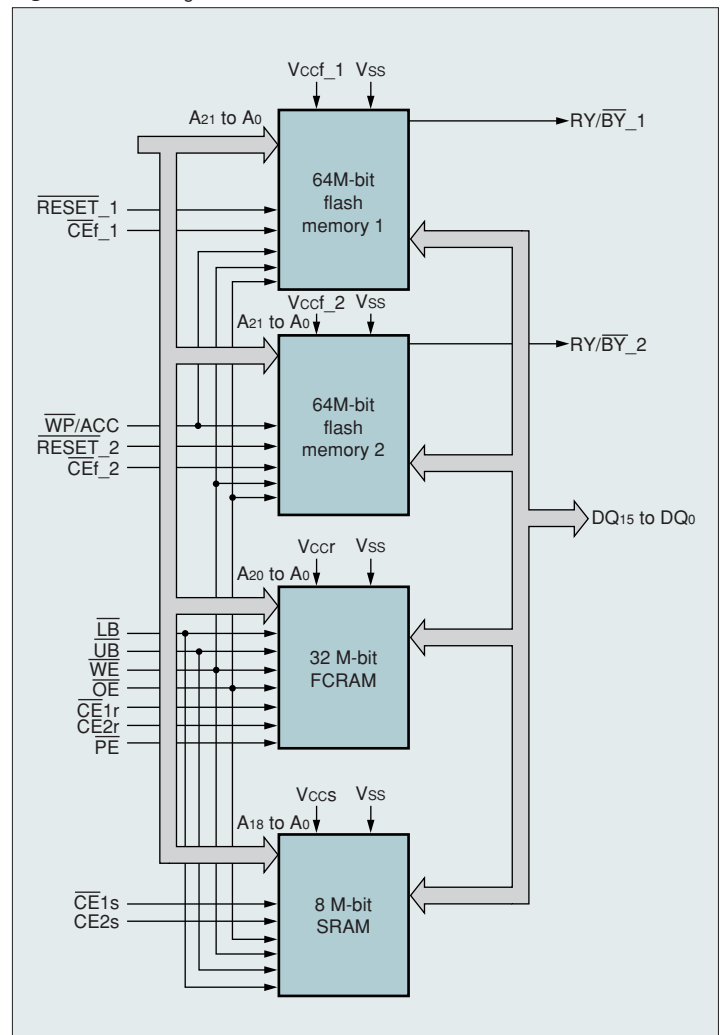 VCCf_1 VSS
A21 to A0
RY/BY_1
64M-bit
flash
memory 1
RESET_1
CEf_1
VCCf_2 VSS
A21 to A0
RY/BY_2
64M-bit
flash
memory 2
WP/ACC
RESET_2
CEf_2
DQ15 to DQ0
VCCr VSS
A20 to A0
32 M-bit
FCRAM
LB
UB
WE
OE
CE1r
CE2r
PE
VCCs VSS
A18 to A0
8 M-bit
SRAM
CE1s
CE2s